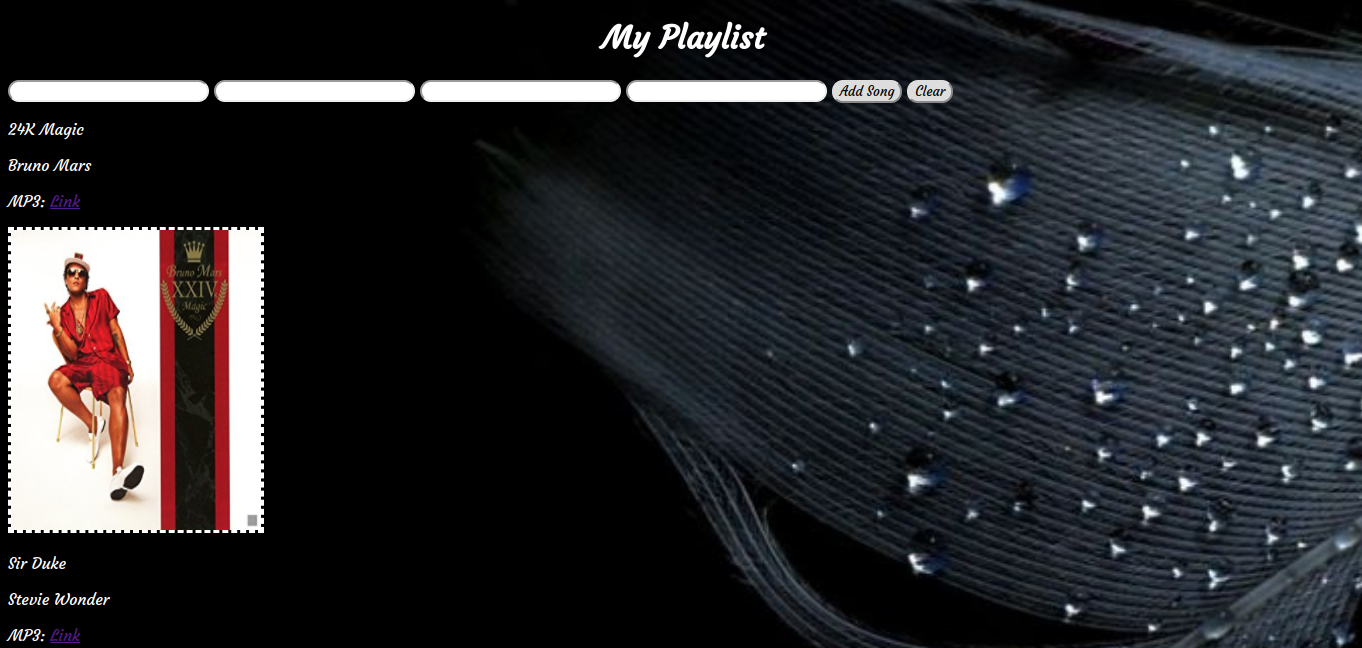 My Playlist
Add Song Clear
24K Magic
Bruno Mars
MP3: Link
Bruno Mars
XXIV
Magic
Sir Duke
Stevie Wonder
MP3: Link